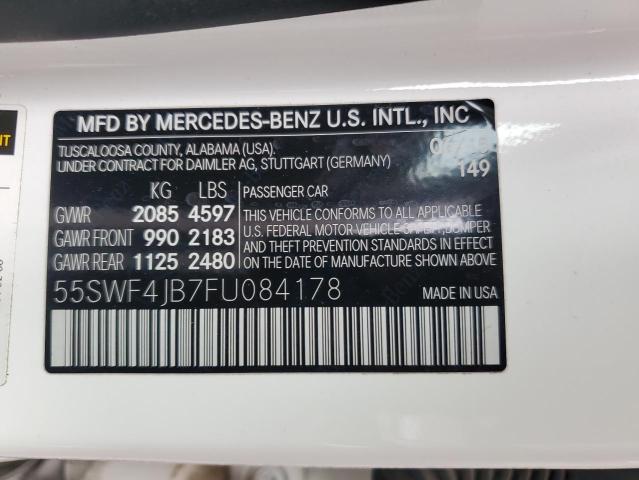 MFD BY MERCEDES-BENZ U.S. INTL., INC
TUSCALOOSA COUNTY, ALABAMA (USA).
UNDER CONTRACT FOR DAIMLER AG, STUTTGART (GERMANY)
149
KG LBS
PASSENGER CAR
GVWR 2085 4597
GAWR FRONT 990 2183
GAWR REAR 1125 2480
THIS VEHICLE CONFORMS TO ALL APPLICABLE
U.S. FEDERAL MOTOR VEHICLE SAFETY, BUMPER
AND THEFT PREVENTION STANDARDS IN EFFECT
ON THE DATE OF MANUFACTURE SHOWN ABOVE
55SWF4JB7FU084178
MADE IN USA